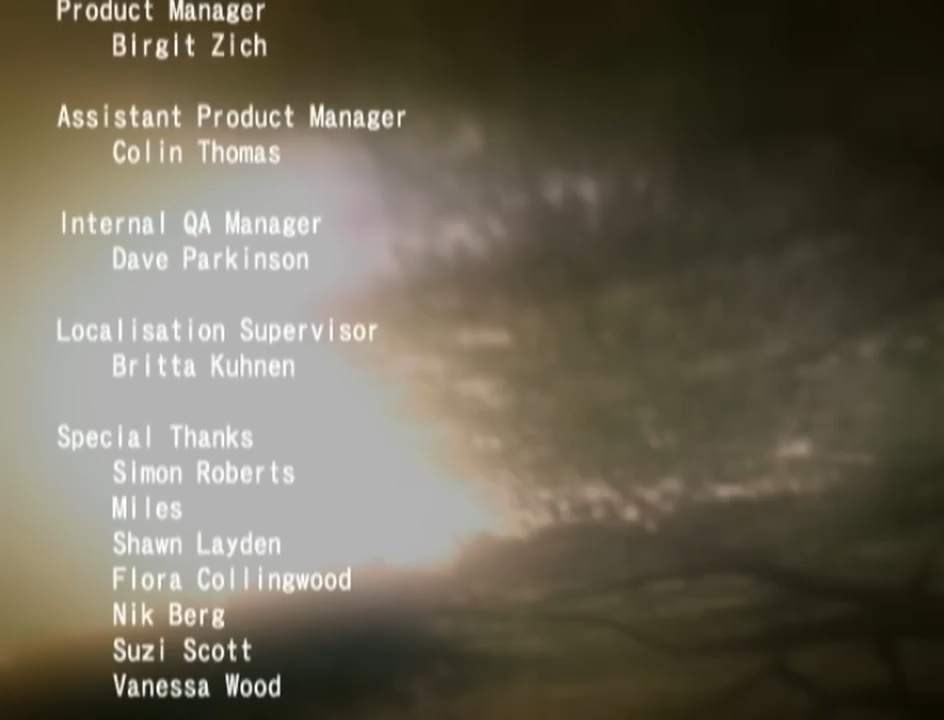 Product Manager
Birgit Zich
Assistant Product Manager
Colin Thomas
Internal QA Manager
Dave Parkinson
Localisation Supervisor
Britta Kuhnen
Special Thanks
Simon Roberts
Miles
Shawn Layden
Flora Collingwood
Nik Berg
Suzi Scott
Vanessa Wood